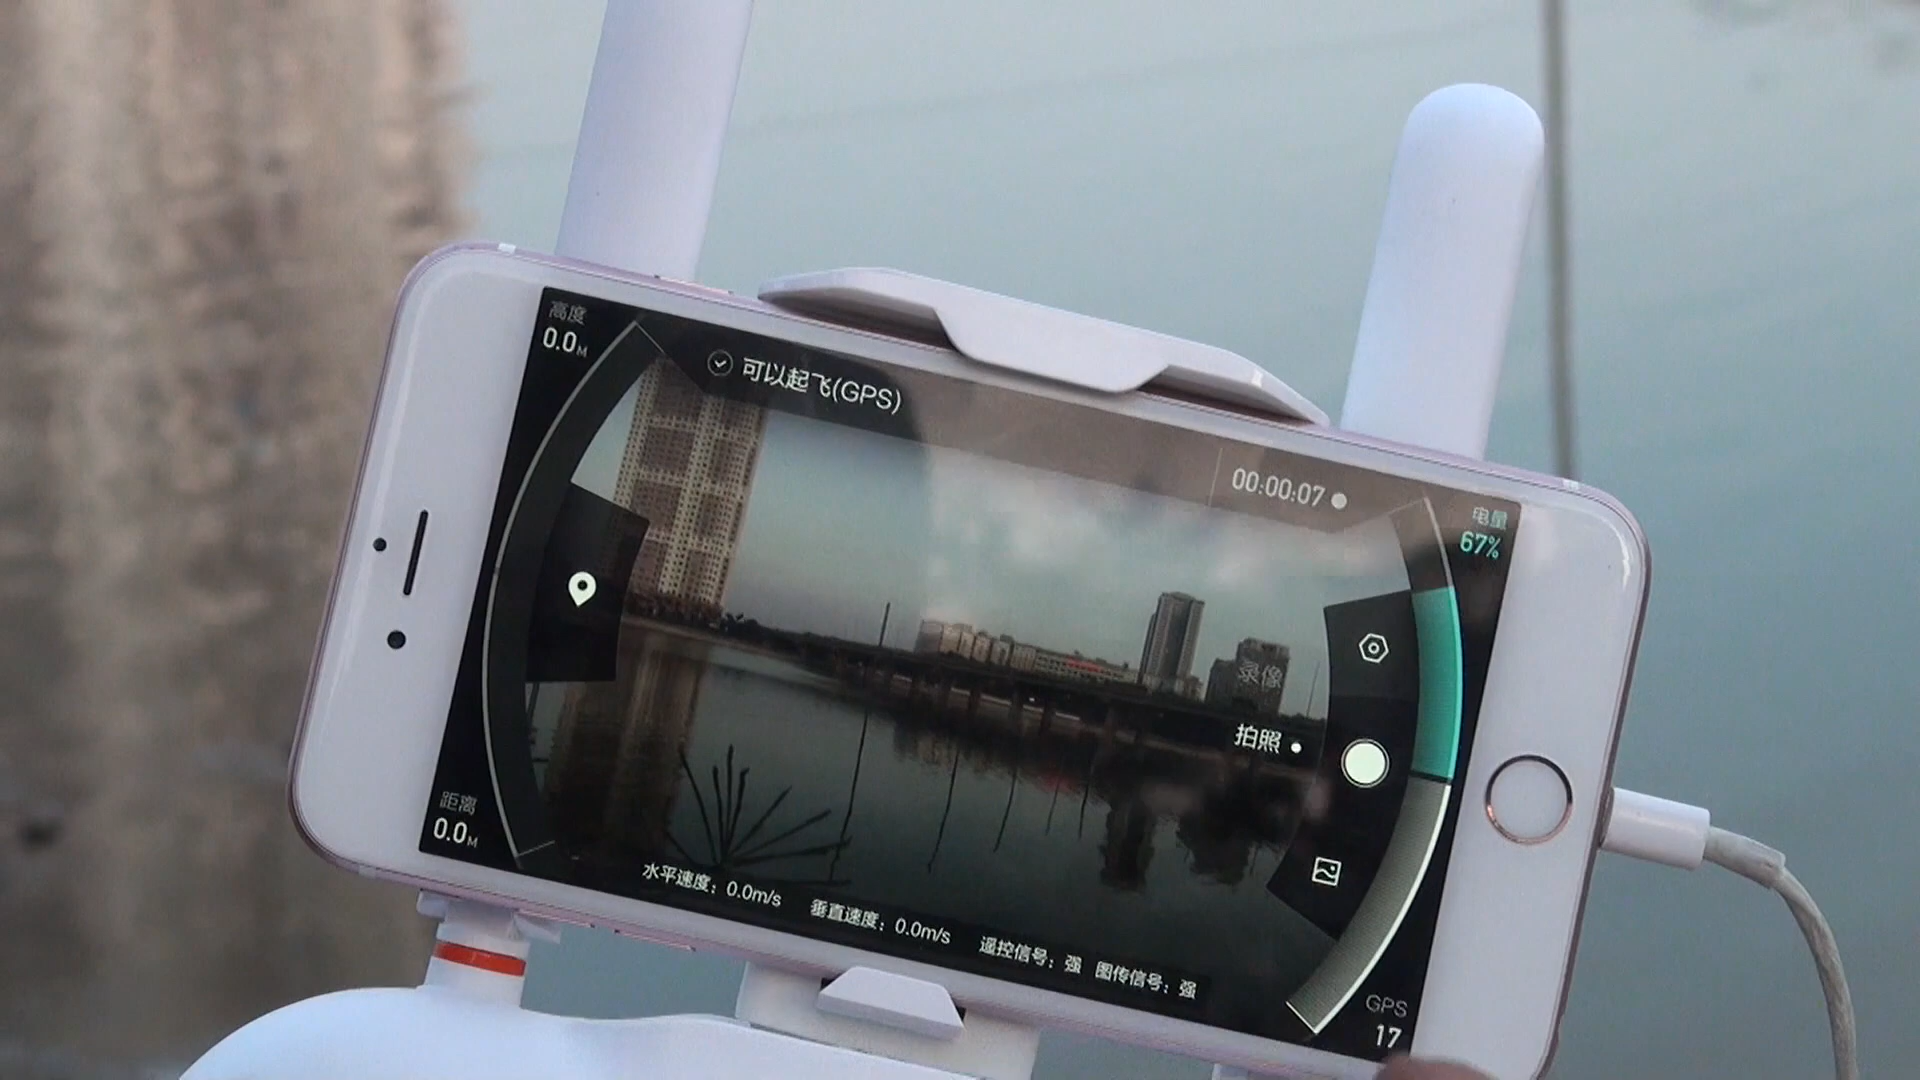 高度
0.0M
可以起飞(GPS)
00:00:07
电量
67%
录像
拍照
距离
0.0M
水平速度：0.0m/s 垂直速度：0.0m/s 遥控信号：强 图传信号：强
GPS
17